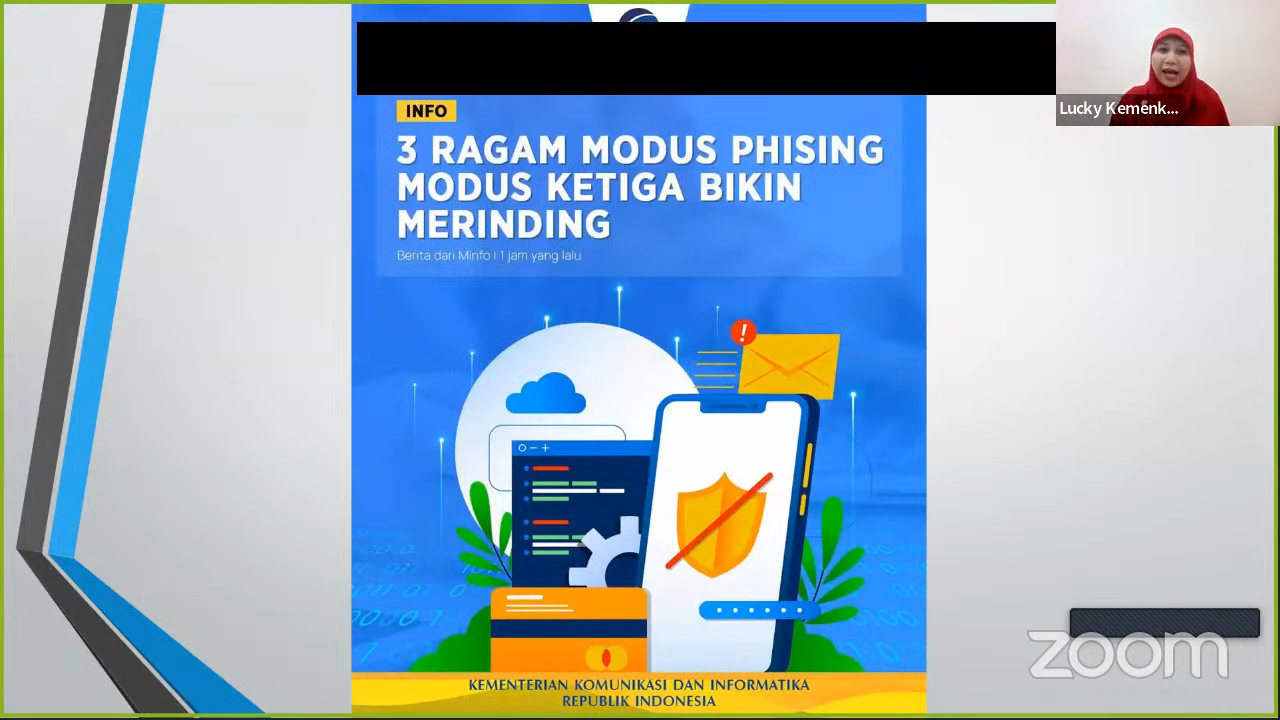 INFO
3 RAGAM MODUS PHISING
MODUS KETIGA BIKIN
MERINDING
Berita dari Minfo | 1 jam yang lalu
Lucky Kemenk...
KEMENTERIAN KOMUNIKASI DAN INFORMATIKA
REPUBLIK INDONESIA
zoom